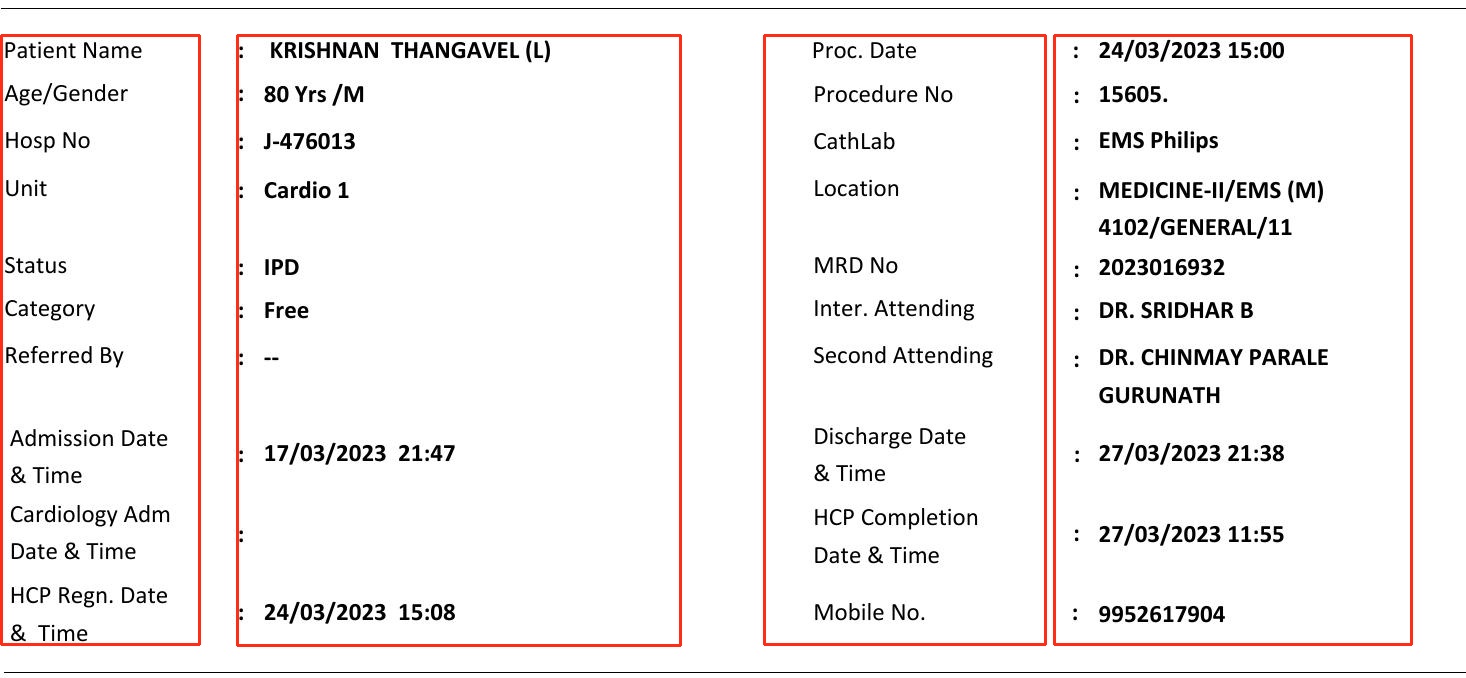 Patient Name : KRISHNAN THANGAVEL (L) Proc. Date : 24/03/2023 15:00
Age/Gender : 80 Yrs /M Procedure No : 15605.
Hosp No : J-476013 CathLab : EMS Philips
Unit : Cardio 1 Location : MEDICINE-II/EMS (M)
4102/GENERAL/11
Status : IPD MRD No : 2023016932
Category : Free Inter. Attending : DR. SRIDHAR B
Referred By : -- Second Attending : DR. CHINMAY PARALE
GURUNATH
Admission Date : 17/03/2023 21:47 Discharge Date : 27/03/2023 21:38
& Time & Time
Cardiology Adm : HCP Completion : 27/03/2023 11:55
Date & Time Date & Time
HCP Regn. Date : 24/03/2023 15:08 Mobile No. : 9952617904
& Time